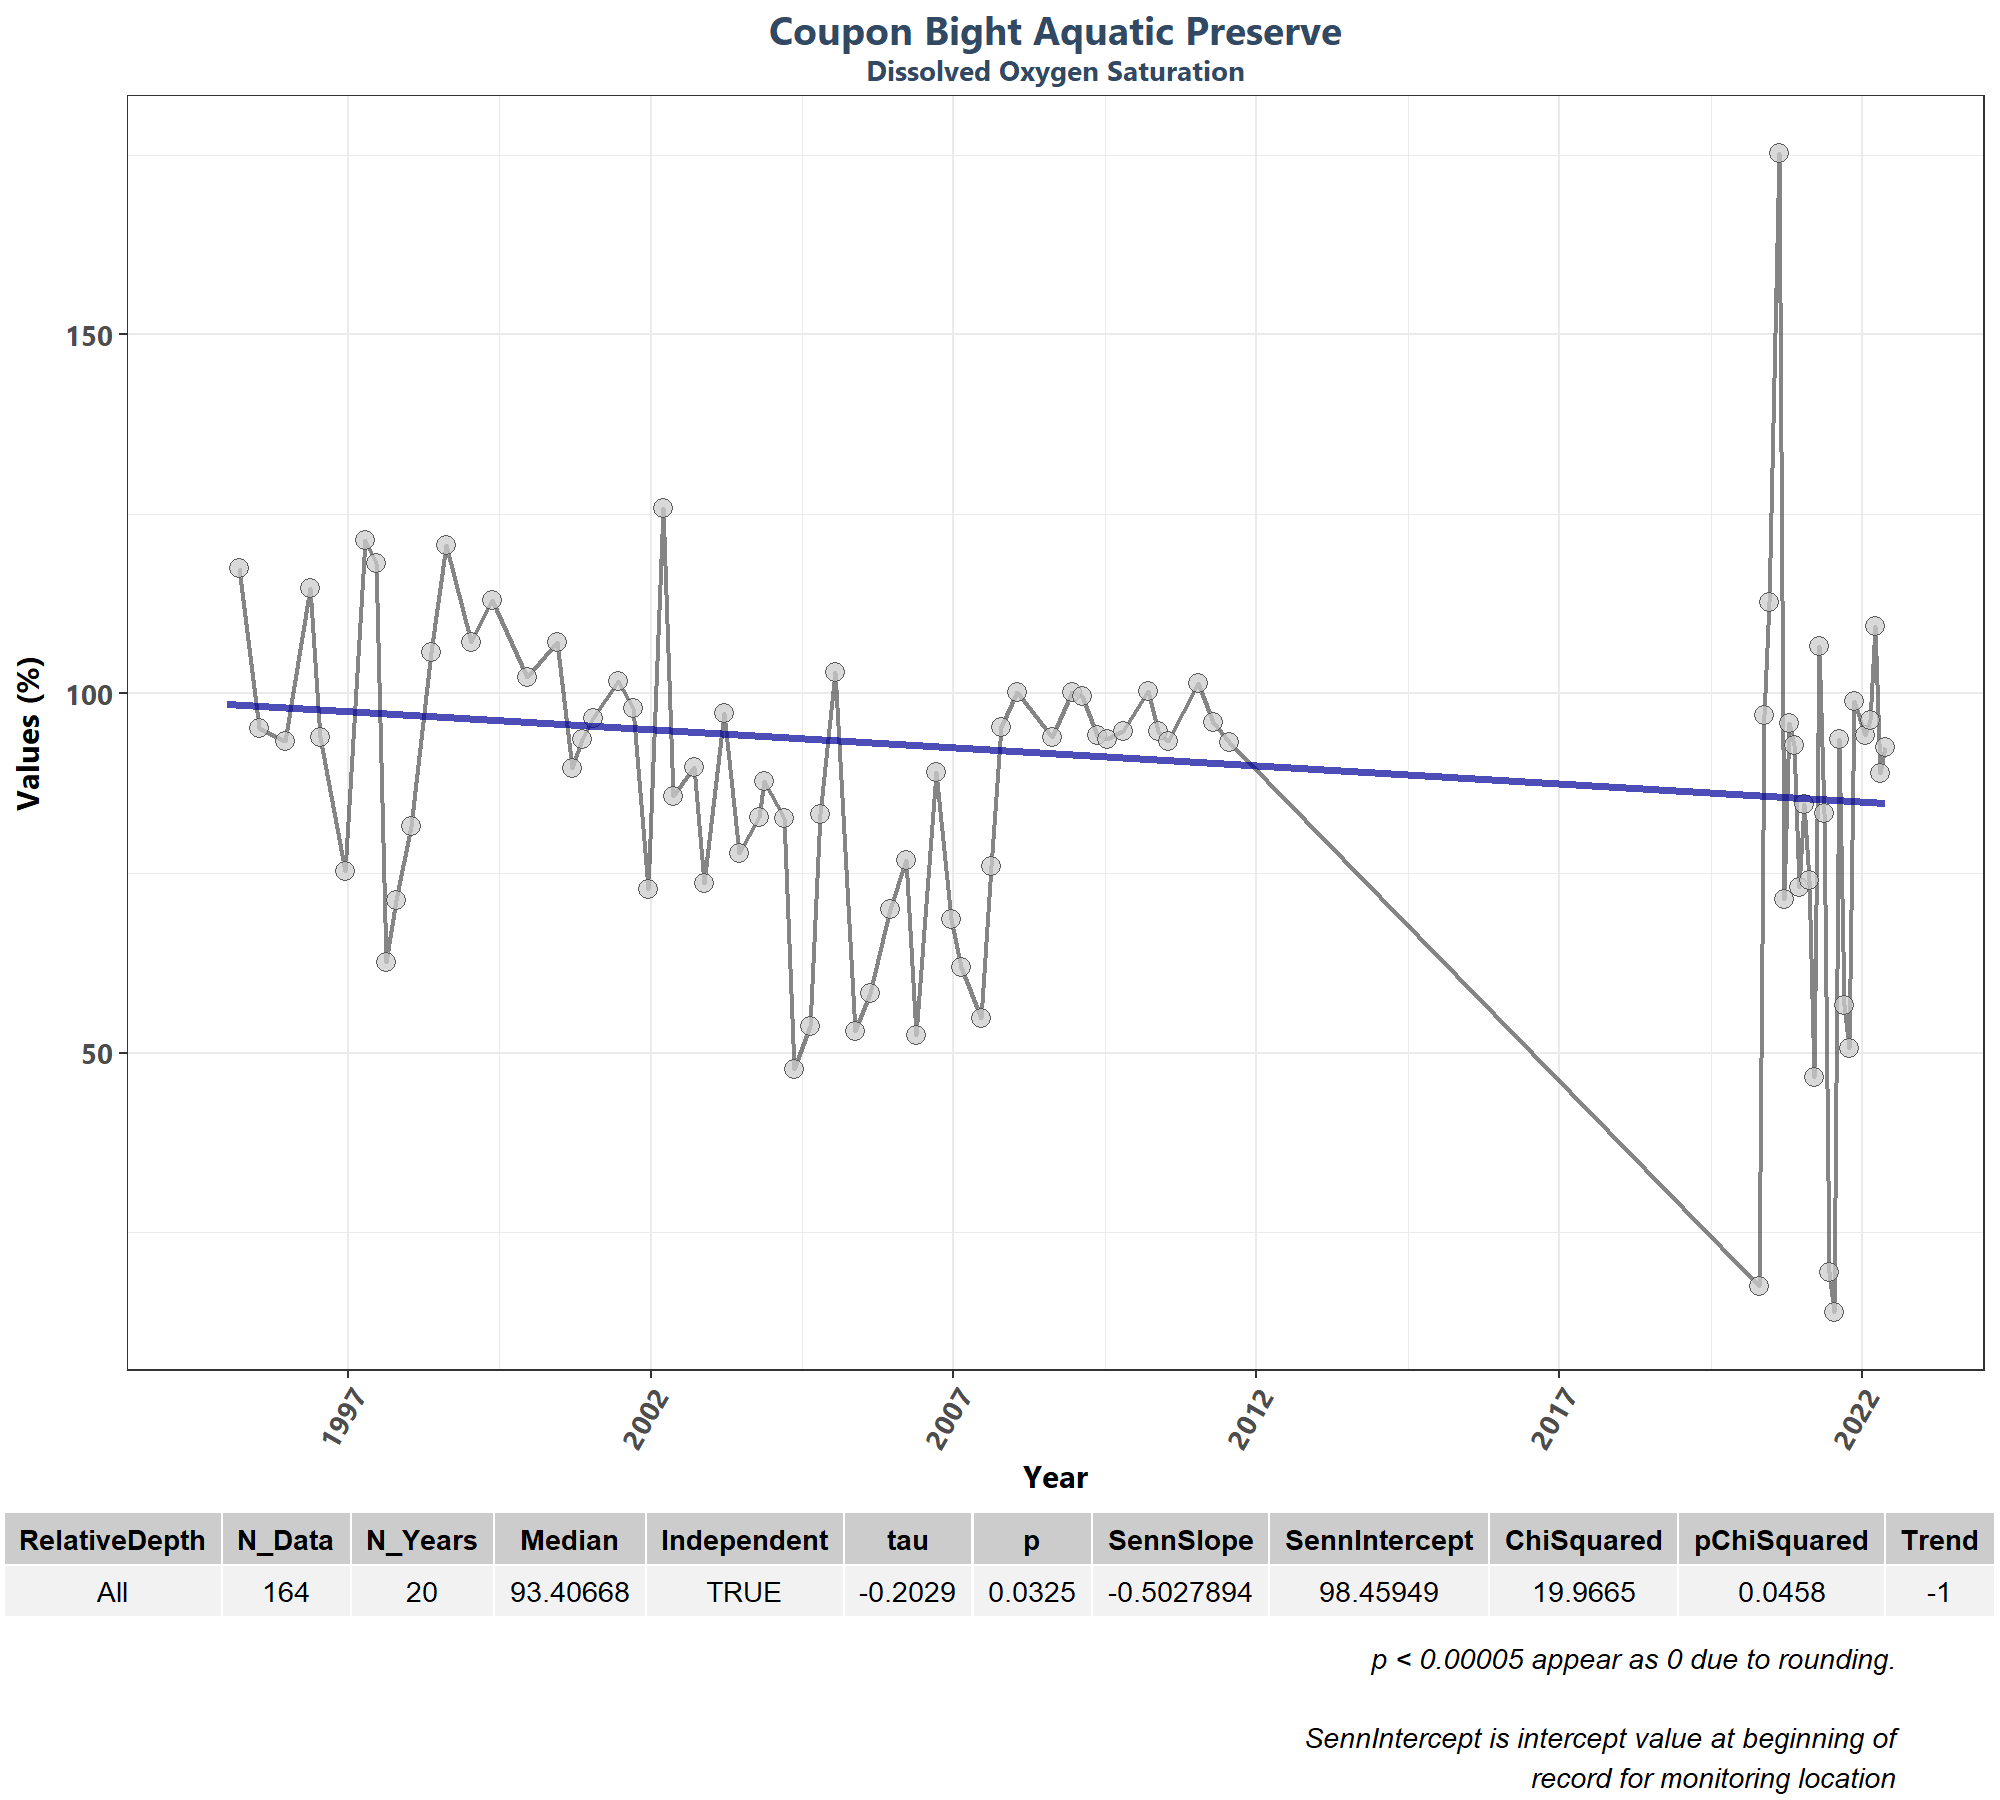 Coupon Bight Aquatic Preserve
Dissolved Oxygen Saturation
Values (%)
150
100
50
1997 2002 2007 2012 2017 2022
Year
RelativeDepth N_Data N_Years Median Independent tau p SennSlope SennIntercept ChiSquared pChiSquared Trend
All 164 20 93.40668 TRUE -0.2029 0.0325 -0.5027894 98.45949 19.9665 0.0458 -1
p < 0.00005 appear as 0 due to rounding.
SennIntercept is intercept value at beginning of
record for monitoring location